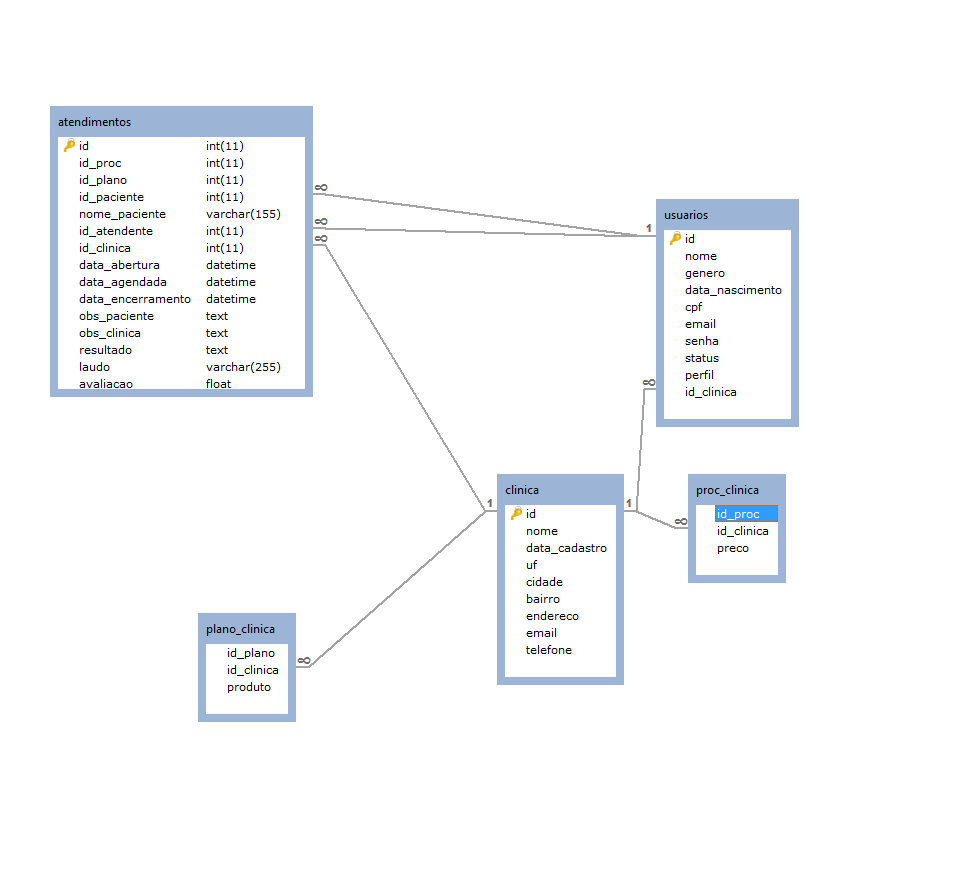 atendimentos
id int(11)
id_proc int(11)
id_plano int(11)
id_paciente int(11)
nome_paciente varchar(155)
id_atendente int(11)
id_clinica int(11)
data_abertura datetime
data_agendada datetime
data_encerramento datetime
obs_paciente text
obs_clinica text
resultado text
laudo varchar(255)
avaliacao float
∞
∞
∞
1
usuarios
id
nome
genero
data_nascimento
cpf
email
senha
status
perfil
id_clinica
∞
1
clinica
id
nome
data_cadastro
uf
cidade
bairro
endereco
email
telefone
1
∞
proc_clinica
id_proc
id_clinica
preco
plano_clinica
id_plano
id_clinica
produto
∞